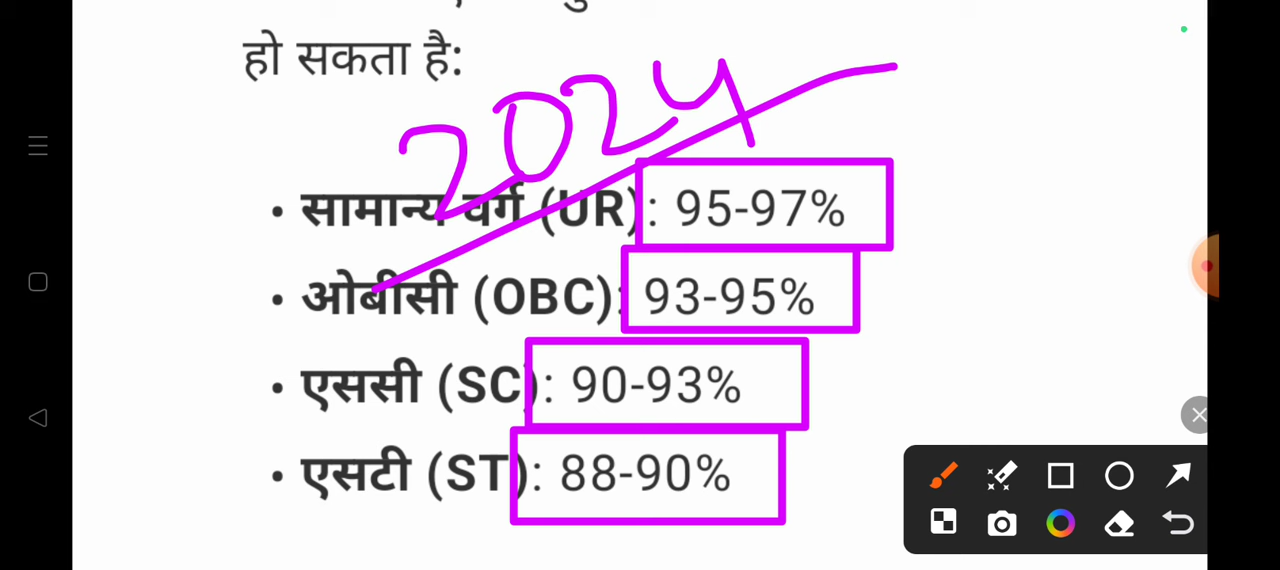 हो सकता है:
2024
• सामान्य वर्ग (UR): 95-97%
• ओबीसी (OBC): 93-95%
• एससी (SC): 90-93%
• एसटी (ST): 88-90%